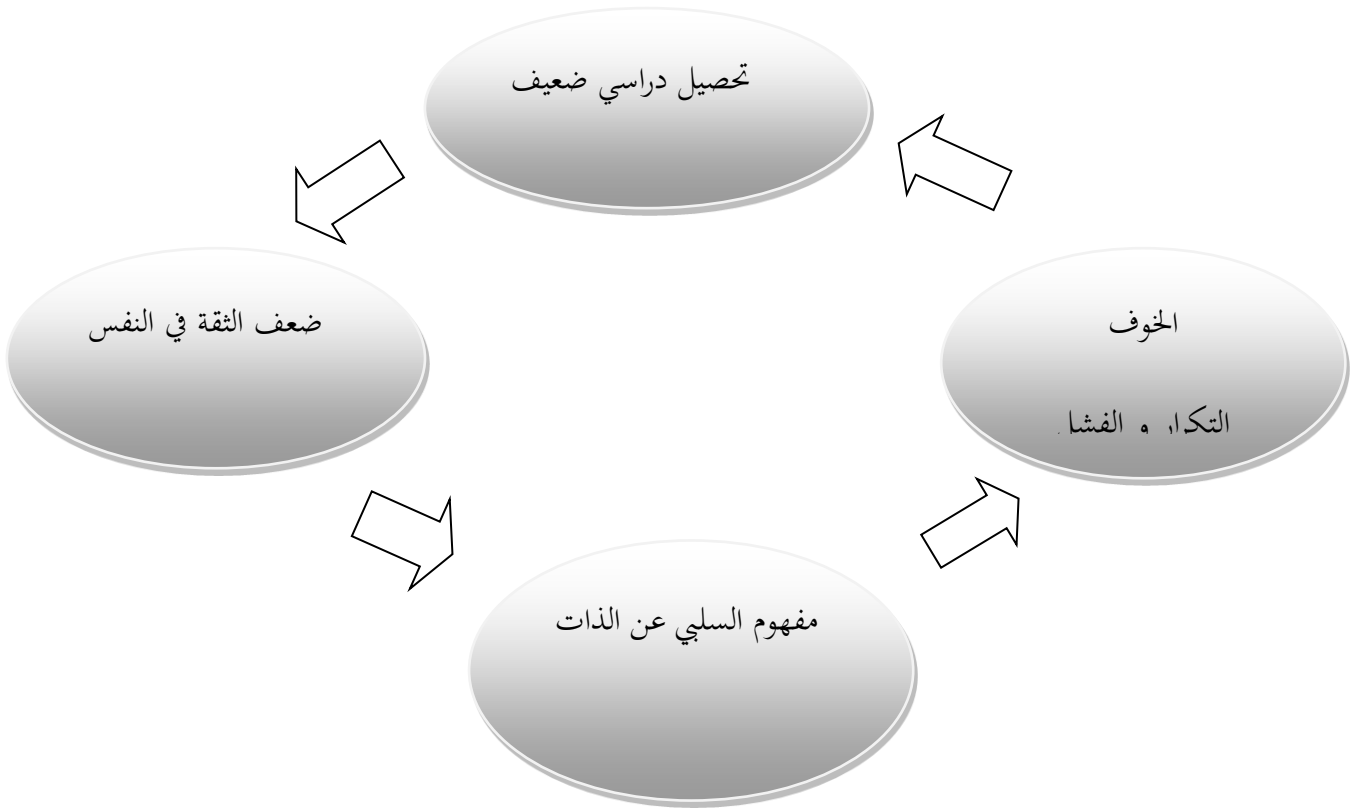 تحصيل دراسي ضعيف
ضعف الثقة في النفس
الخوف
التكرار و الفشل
مفهوم السلبي عن الذات